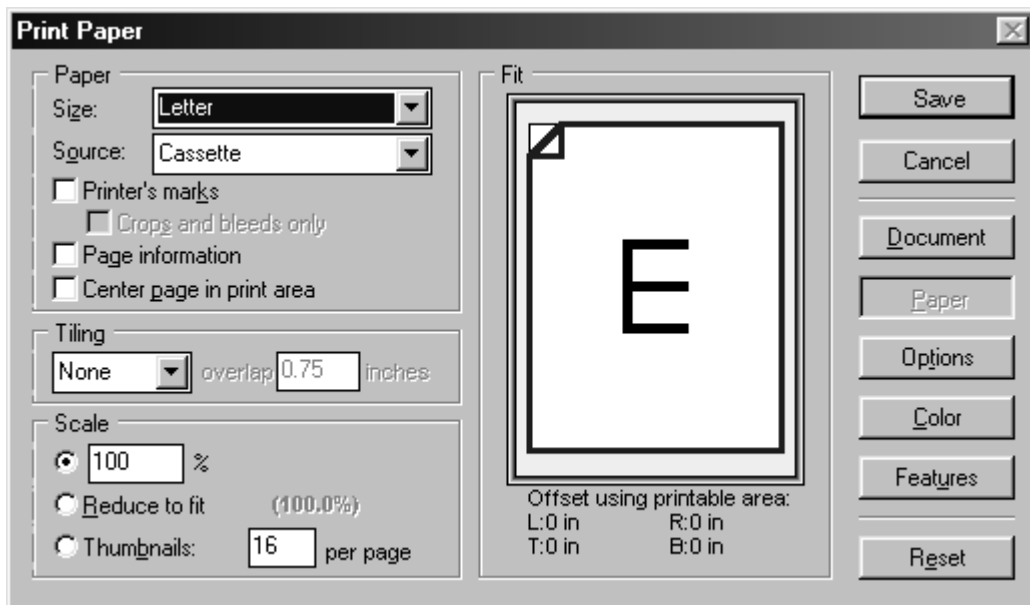 Print Paper
Paper
Size: Letter
Source: Cassette
Printer's marks
Crops and bleeds only
Page information
Center page in print area
Tiling
None overlap 0.75 inches
Scale
100 %
Reduce to fit (100.0%)
Thumbnails: 16 per page
Fit
E
Offset using printable area:
L:0 in R:0 in
T:0 in B:0 in
Save
Cancel
Document
Paper
Options
Color
Features
Reset